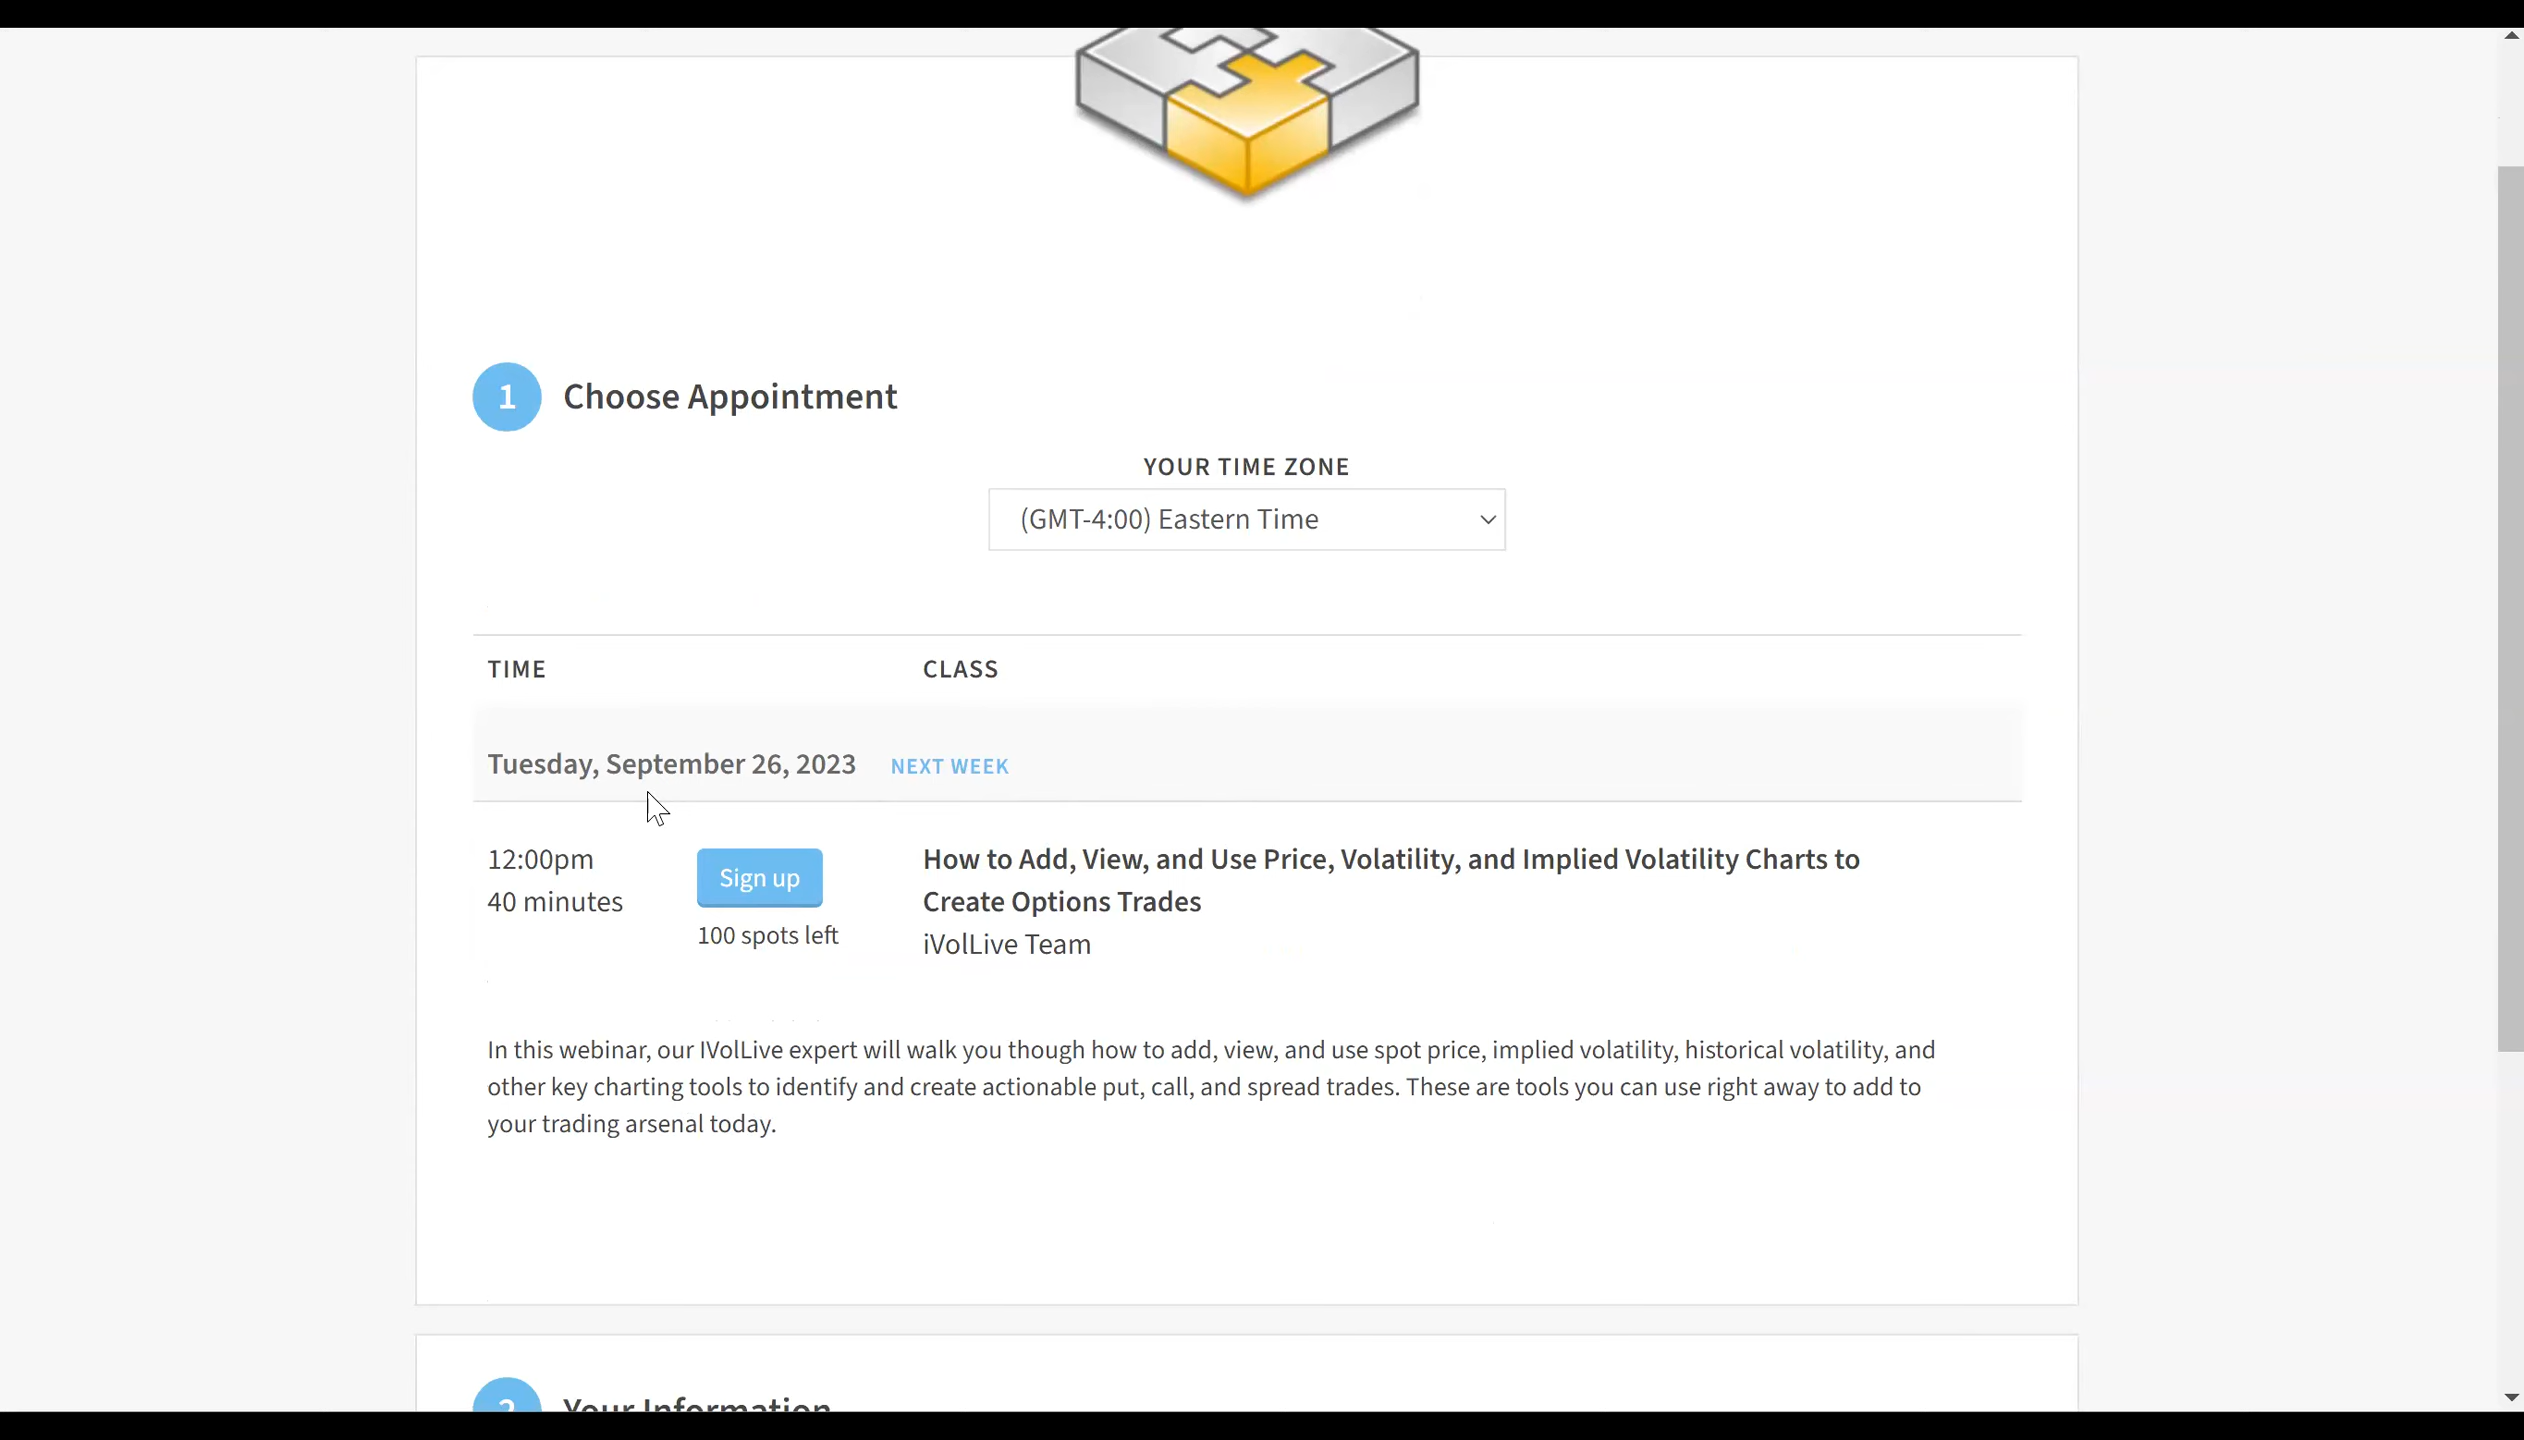 1 Choose Appointment
YOUR TIME ZONE
(GMT-4:00) Eastern Time
TIME CLASS
Tuesday, September 26, 2023 NEXT WEEK
12:00pm
40 minutes
Sign up
100 spots left
How to Add, View, and Use Price, Volatility, and Implied Volatility Charts to
Create Options Trades
iVolLive Team
In this webinar, our IVolLive expert will walk you though how to add, view, and use spot price, implied volatility, historical volatility, and
other key charting tools to identify and create actionable put, call, and spread trades. These are tools you can use right away to add to
your trading arsenal today.
2 Your Information